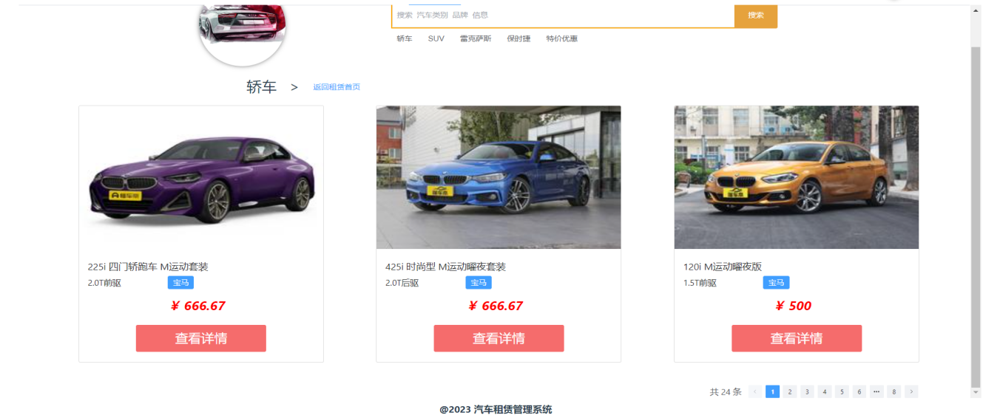 搜索 汽车类别 品牌 信息
搜索
轿车 SUV 雷克萨斯 保时捷 特价优惠
轿车 > 返回租赁首页
225i 四门轿跑车 M运动套装
2.0T前驱 宝马
¥ 666.67
查看详情
425i 时尚型 M运动曜夜套装
2.0T后驱 宝马
¥ 666.67
查看详情
120i M运动曜夜版
1.5T前驱 宝马
¥ 500
查看详情
共 24 条 < 1 2 3 4 5 6 ··· 8 >
@2023 汽车租赁管理系统